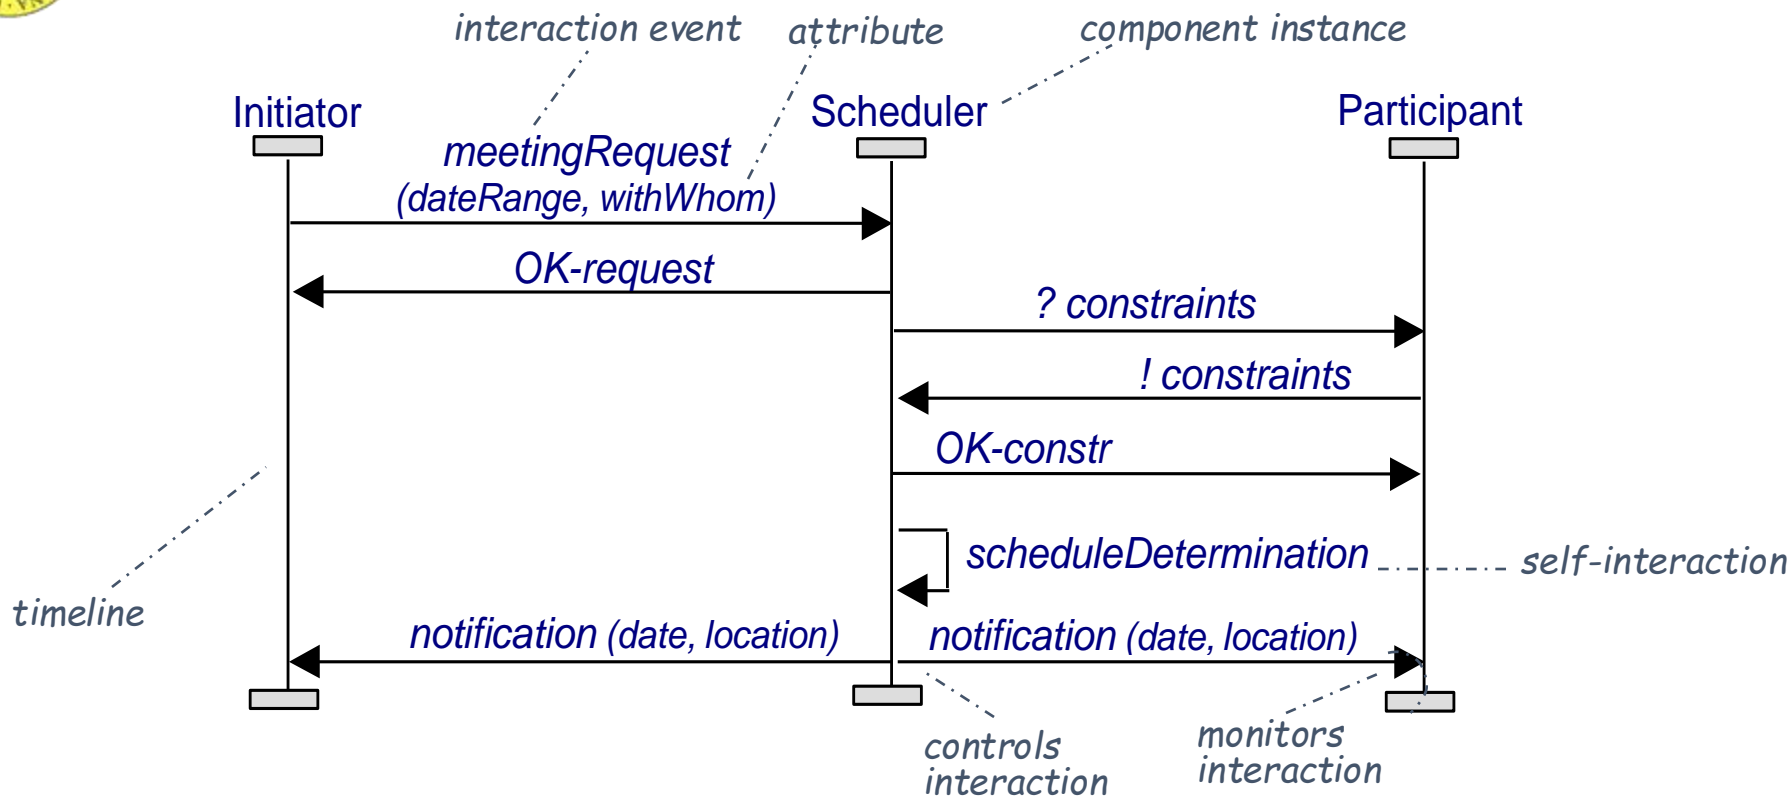 interaction event
attribute
component instance
Initiator
Scheduler
Participant
meetingRequest
(dateRange, withWhom)
OK-request
? constraints
! constraints
OK-constr
scheduleDetermination
self-interaction
timeline
notification (date, location)
notification (date, location)
controls
interaction
monitors
interaction